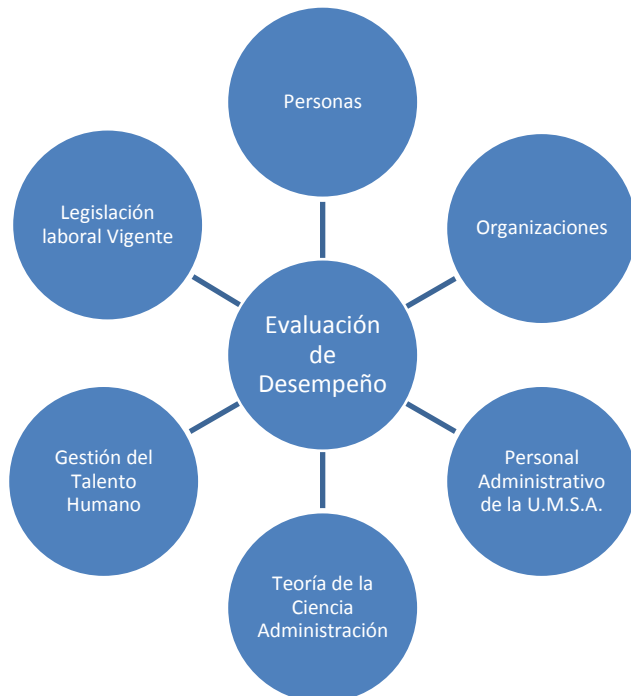 Personas
Legislación
laboral Vigente
Organizaciones
Evaluación
de
Desempeño
Gestión del
Talento
Humano
Personal
Administrativo
de la U.M.S.A.
Teoría de la
Ciencia
Administración